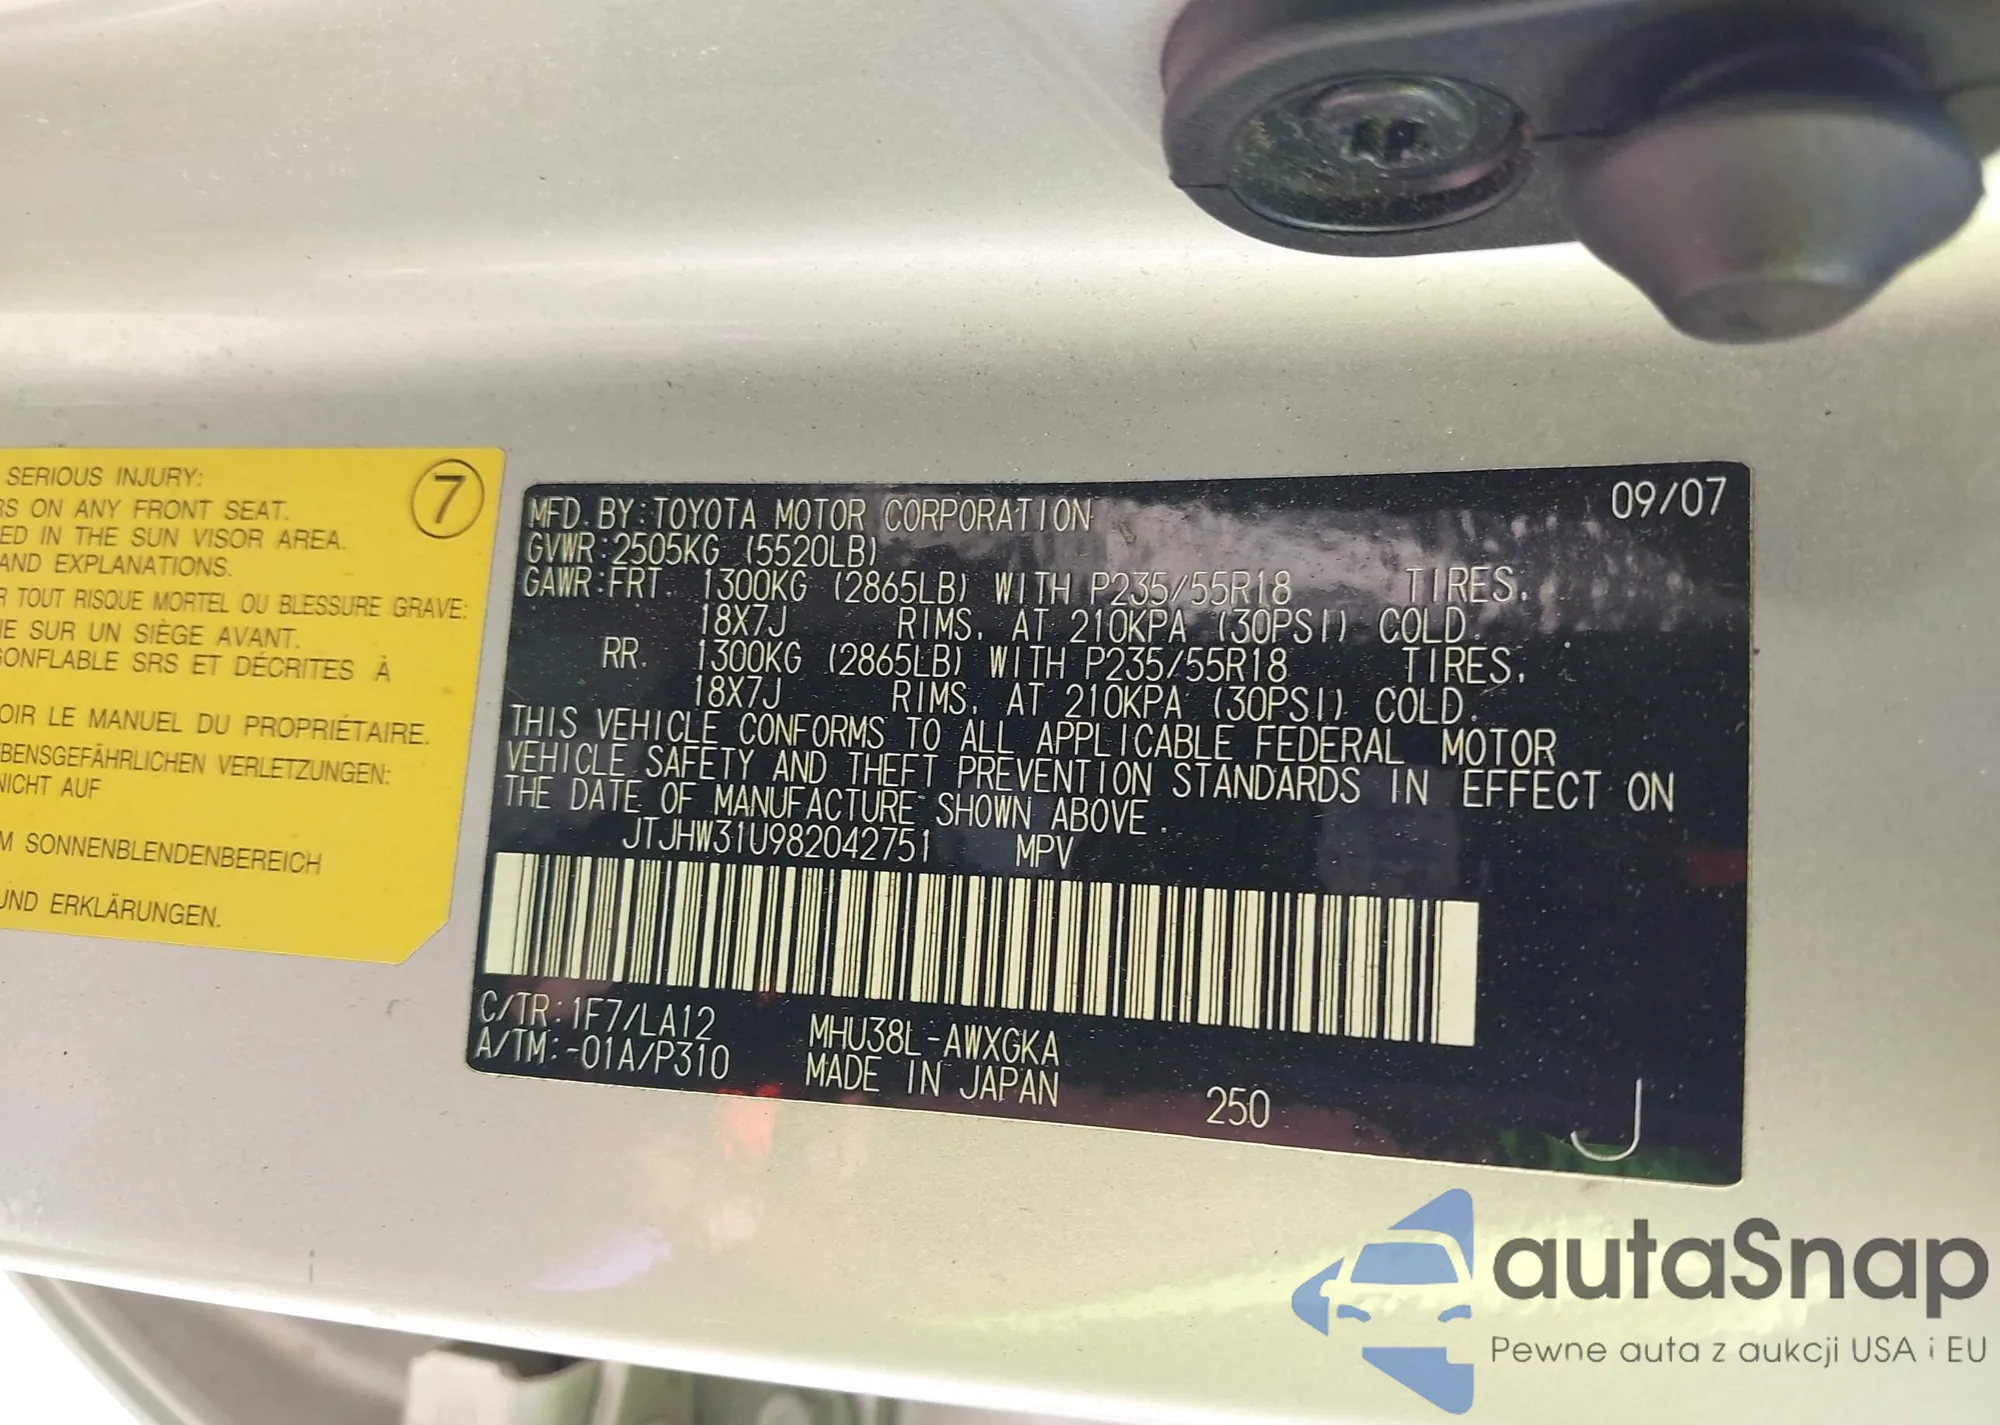 SERIOUS INJURY:
RS ON ANY FRONT SEAT.
ED IN THE SUN VISOR AREA.
AND EXPLANATIONS.
R TOUT RISQUE MORTEL OU BLESSURE GRAVE:
IE SUR UN SIÈGE AVANT.
GONFLABLE SRS ET DÉCRITES À
OIR LE MANUEL DU PROPRIÉTAIRE.
EBENSGEFÄHRLICHEN VERLETZUNGEN:
NICHT AUF
M SONNENBLENDENBEREICH
UND ERKLÄRUNGEN.
7
MFD. BY: TOYOTA MOTOR CORPORATION 09/07
GVWR: 2505KG (5520LB)
GAWR: FRT. 1300KG (2865LB) WITH P235/55R18 TIRES,
18X7J RIMS, AT 210KPA (30PSI) COLD.
RR. 1300KG (2865LB) WITH P235/55R18 TIRES,
18X7J RIMS, AT 210KPA (30PSI) COLD.
THIS VEHICLE CONFORMS TO ALL APPLICABLE FEDERAL MOTOR
VEHICLE SAFETY AND THEFT PREVENTION STANDARDS IN EFFECT ON
THE DATE OF MANUFACTURE SHOWN ABOVE.
JTJHW31U982042751 MPV
C/TR: 1F7/LA12 MHU38L-AWXGKA
A/TM: -01A/P310 MADE IN JAPAN 250 J
autaSnap
Pewne auta z aukcji USA i EU